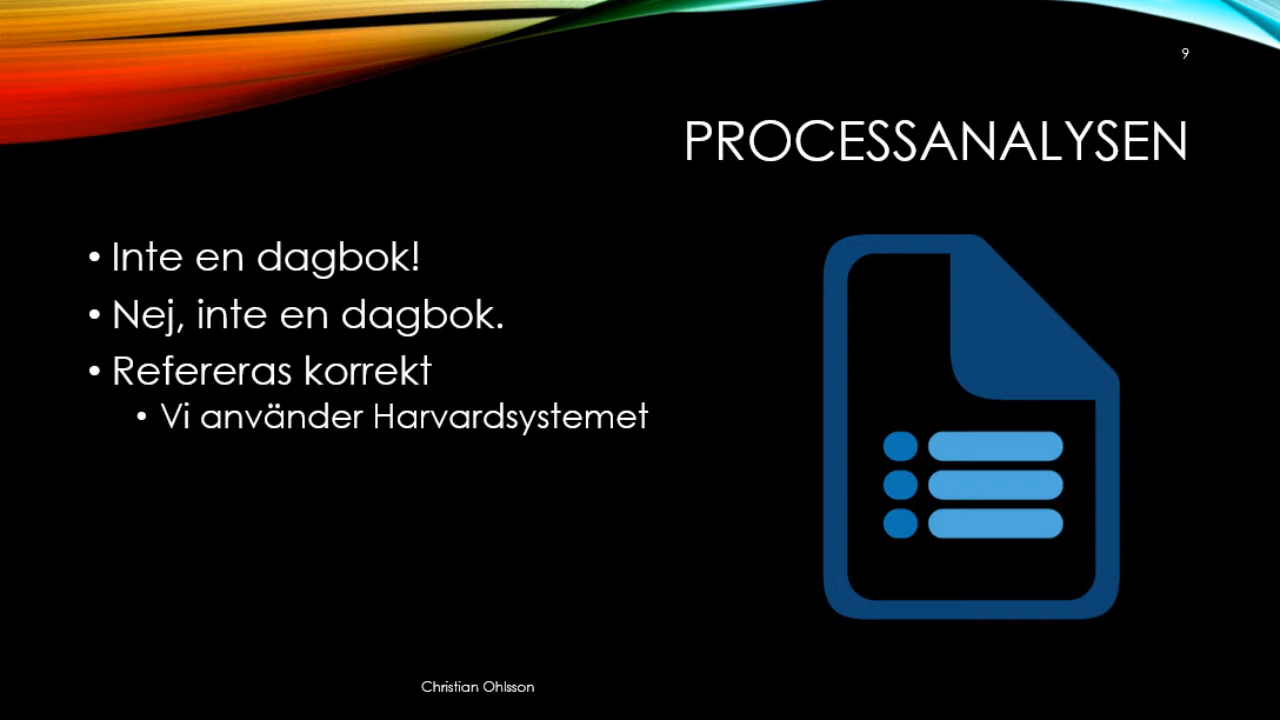 9
PROCESSANALYSEN
• Inte en dagbok!
• Nej, inte en dagbok.
• Refereras korrekt
• Vi använder Harvardsystemet
Christian Ohlsson